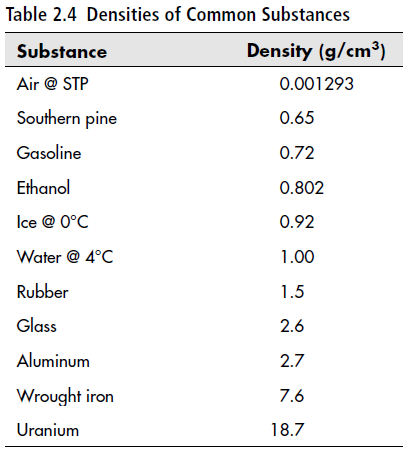 Table 2.4 Densities of Common Substances
Substance Density (g/cm³)
Air @ STP 0.001293
Southern pine 0.65
Gasoline 0.72
Ethanol 0.802
Ice @ 0°C 0.92
Water @ 4°C 1.00
Rubber 1.5
Glass 2.6
Aluminum 2.7
Wrought iron 7.6
Uranium 18.7